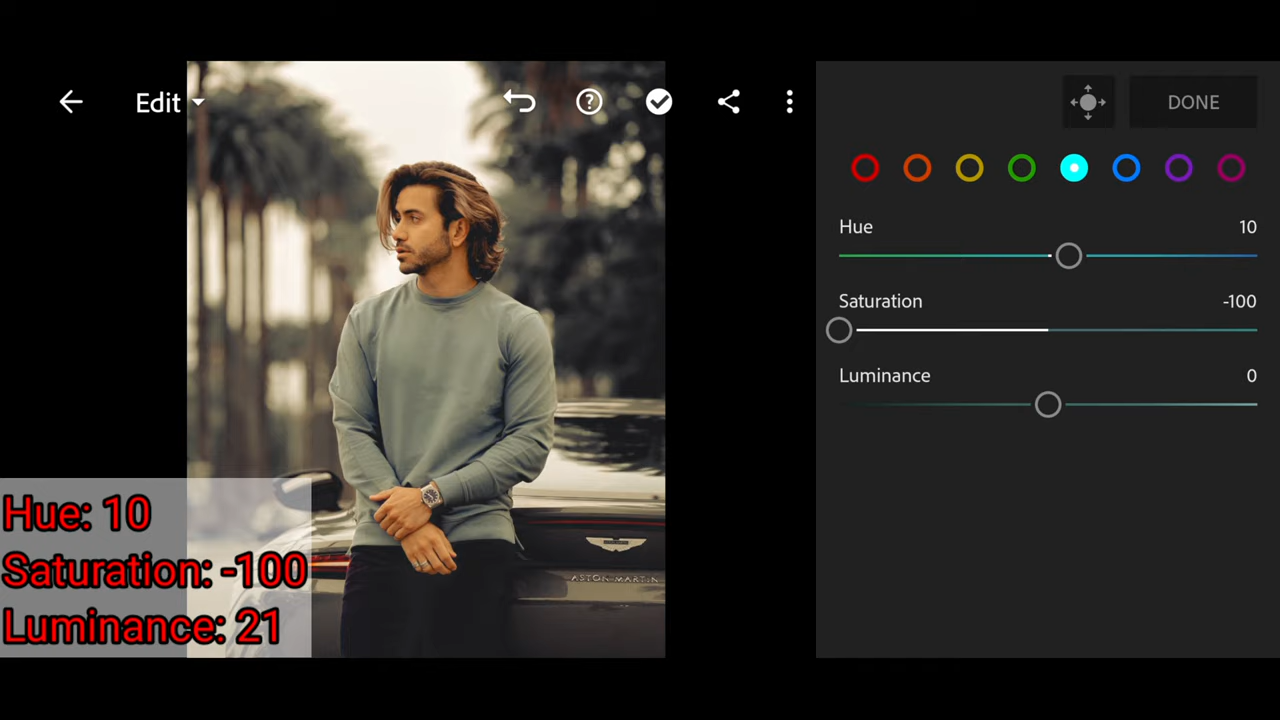 Edit
DONE
Hue 10
Saturation -100
Luminance 0
ASTON MARTIN
Hue: 10
Saturation: -100
Luminance: 21